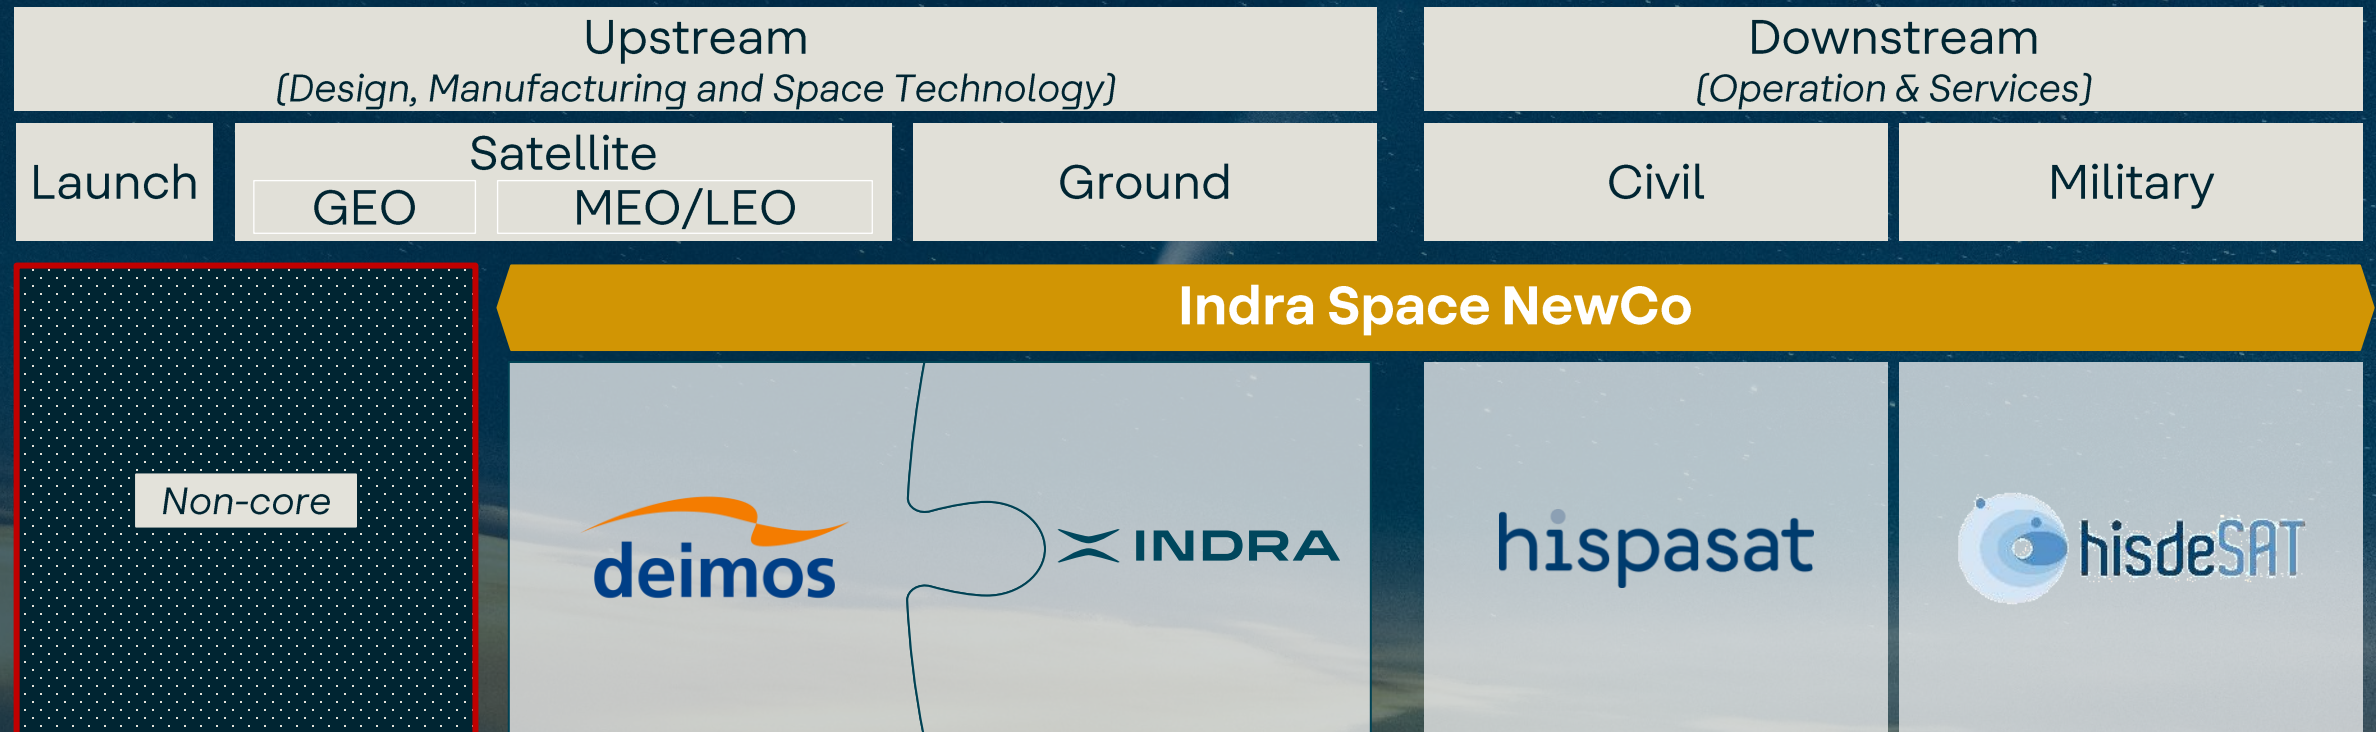 Upstream
(Design, Manufacturing and Space Technology)
Downstream
(Operation & Services)
Launch
Satellite
GEO
MEO/LEO
Ground
Civil
Military
Indra Space NewCo
Non-core
deimos
INDRA
hispasat
hisdeSAT